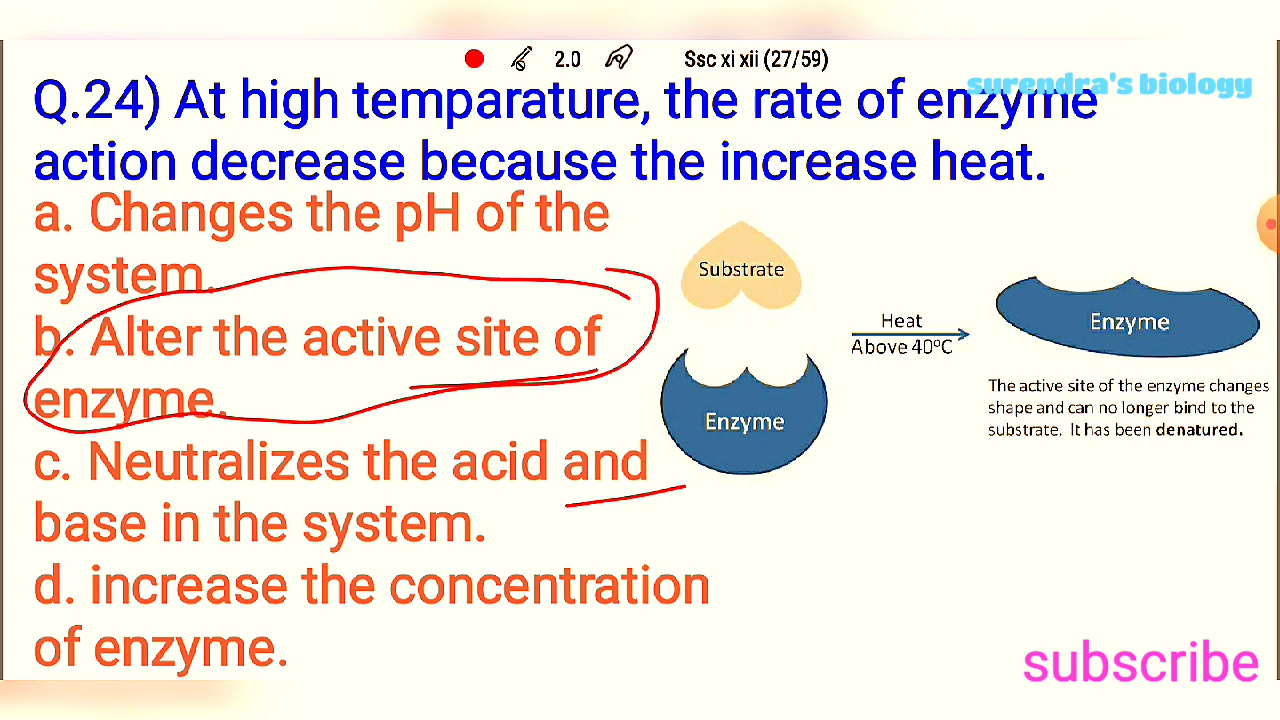 2.0 Ssc xi xii (27/59)
surendra's biology
Q.24) At high temparature, the rate of enzyme
action decrease because the increase heat.
a. Changes the pH of the
system.
b. Alter the active site of
enzyme.
c. Neutralizes the acid and
base in the system.
d. increase the concentration
of enzyme.
Substrate
Enzyme
Heat
Above 40ºC
Enzyme
The active site of the enzyme changes
shape and can no longer bind to the
substrate. It has been denatured.
subscribe